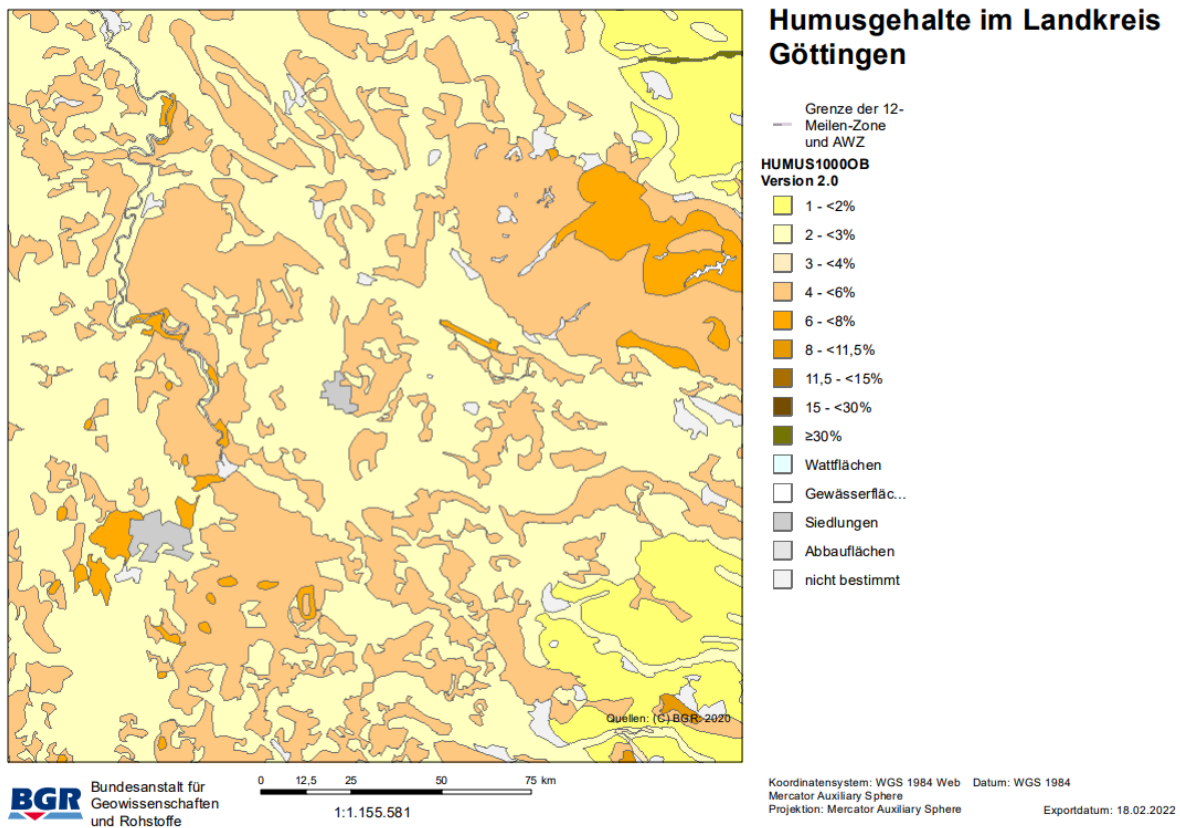 Humusgehalte im Landkreis
Göttingen
Grenze der 12-
Meilen-Zone
und AWZ
HUMUS1000OB
Version 2.0
1 - <2%
2 - <3%
3 - <4%
4 - <6%
6 - <8%
8 - <11,5%
11,5 - <15%
15 - <30%
≥30%
Wattflächen
Gewässerfläc...
Siedlungen
Abbauflächen
nicht bestimmt
Quellen: (C) BGR, 2020
BGR
Bundesanstalt für
Geowissenschaften
und Rohstoffe
0 12,5 25 50 75 km
1:1.155.581
Koordinatensystem: WGS 1984 Web Datum: WGS 1984
Mercator Auxiliary Sphere
Projektion: Mercator Auxiliary Sphere
Exportdatum: 18.02.2022